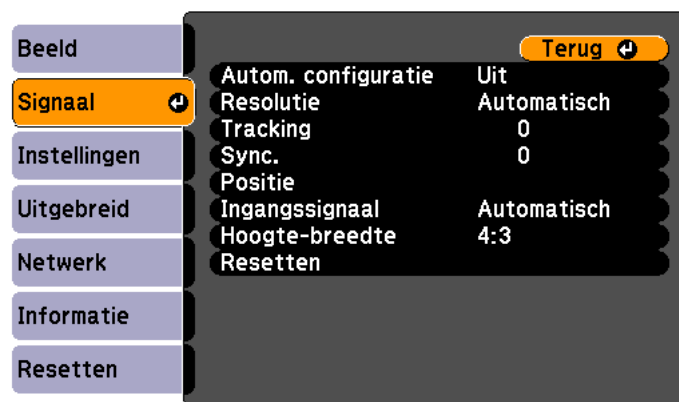 Beeld
Signaal
Instellingen
Uitgebreid
Netwerk
Informatie
Resetten
Terug
Autom. configuratie Uit
Resolutie Automatisch
Tracking 0
Sync. 0
Positie
Ingangssignaal Automatisch
Hoogte-breedte 4:3
Resetten